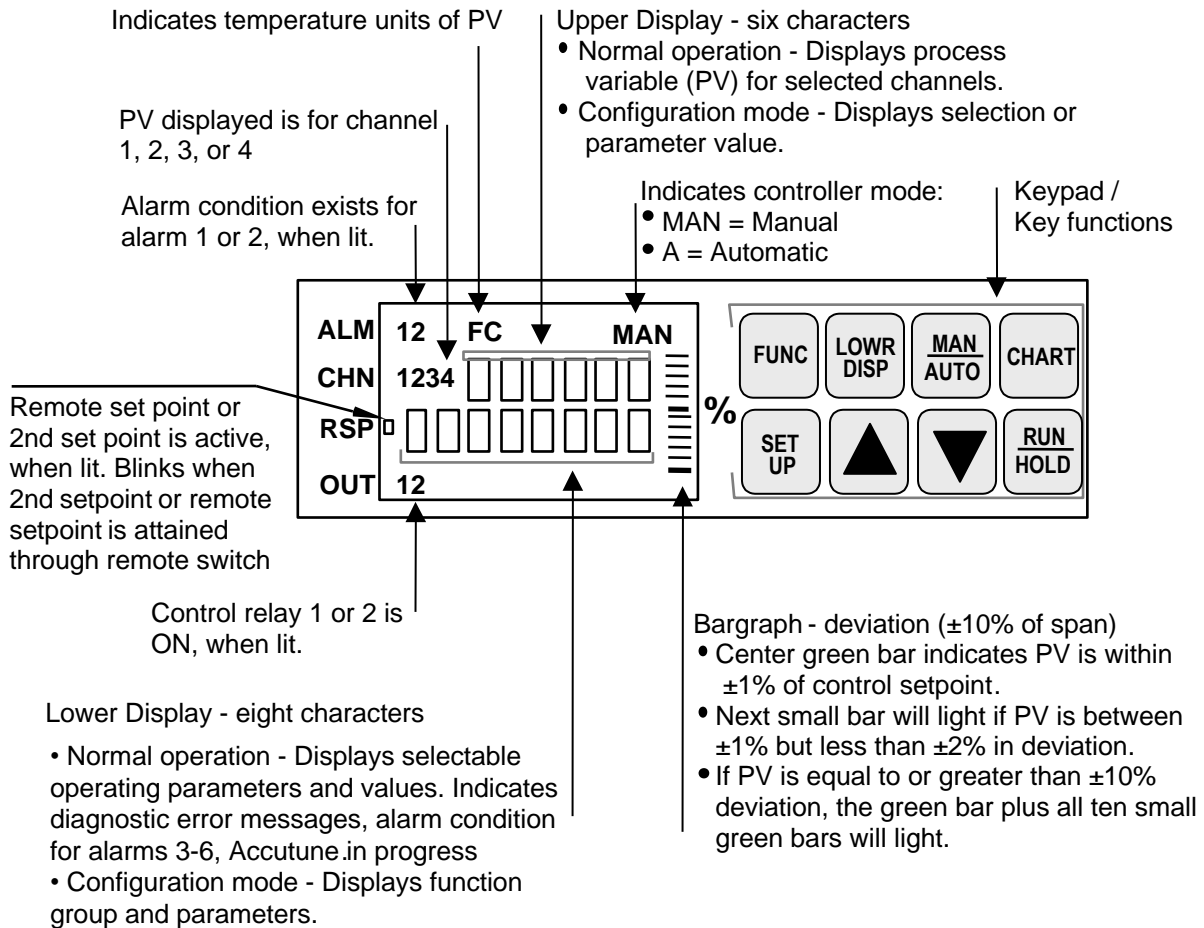 Indicates temperature units of PV
Upper Display - six characters
• Normal operation - Displays process
variable (PV) for selected channels.
• Configuration mode - Displays selection or
parameter value.
PV displayed is for channel
1, 2, 3, or 4
Alarm condition exists for
alarm 1 or 2, when lit.
Indicates controller mode:
• MAN = Manual
• A = Automatic
Keypad /
Key functions
ALM 12 FC MAN
CHN 1234
RSP
OUT 12
%
FUNC
LOWR
DISP
MAN
AUTO
CHART
SET
UP
RUN
HOLD
Remote set point or
2nd set point is active,
when lit. Blinks when
2nd setpoint or remote
setpoint is attained
through remote switch
Control relay 1 or 2 is
ON, when lit.
Lower Display - eight characters
• Normal operation - Displays selectable
operating parameters and values. Indicates
diagnostic error messages, alarm condition
for alarms 3-6, Accutune.in progress
• Configuration mode - Displays function
group and parameters.
Bargraph - deviation (±10% of span)
• Center green bar indicates PV is within
±1% of control setpoint.
• Next small bar will light if PV is between
±1% but less than ±2% in deviation.
• If PV is equal to or greater than ±10%
deviation, the green bar plus all ten small
green bars will light.